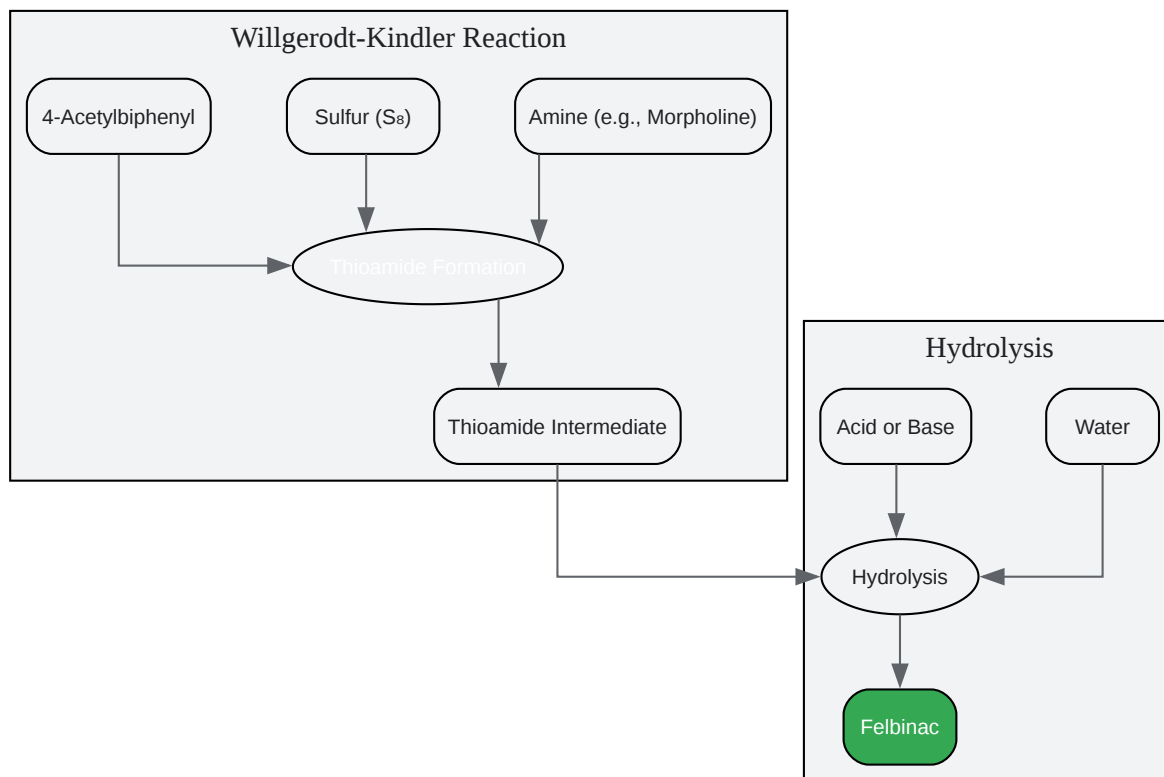 Willgerodt-Kindler Reaction
4-Acetylbiphenyl
Sulfur (S₈)
Amine (e.g., Morpholine)
Thioamide Formation
Thioamide Intermediate
Hydrolysis
Acid or Base
Water
Hydrolysis
Felbinac